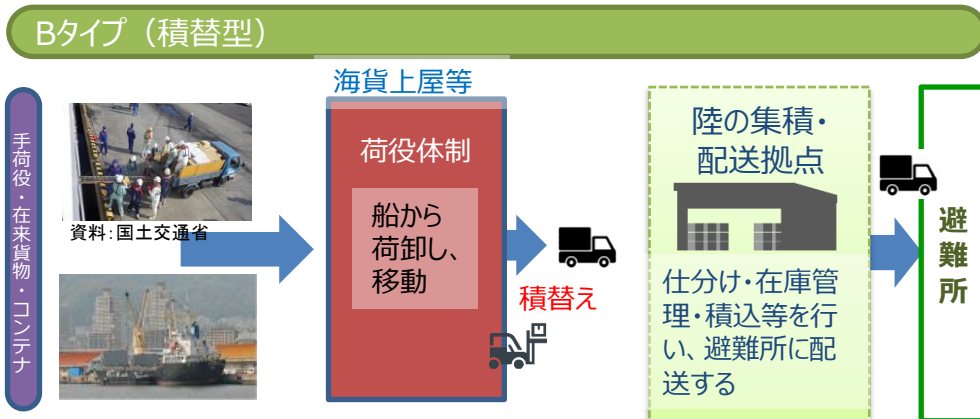 Bタイプ（積替型）
手荷役・在来貨物・コンテナ
資料:国土交通省
海貨上屋等
荷役体制
船から
荷卸し、
移動
積替え
陸の集積・
配送拠点
仕分け・在庫管
理・積込等を行
い、避難所に配
送する
避難所